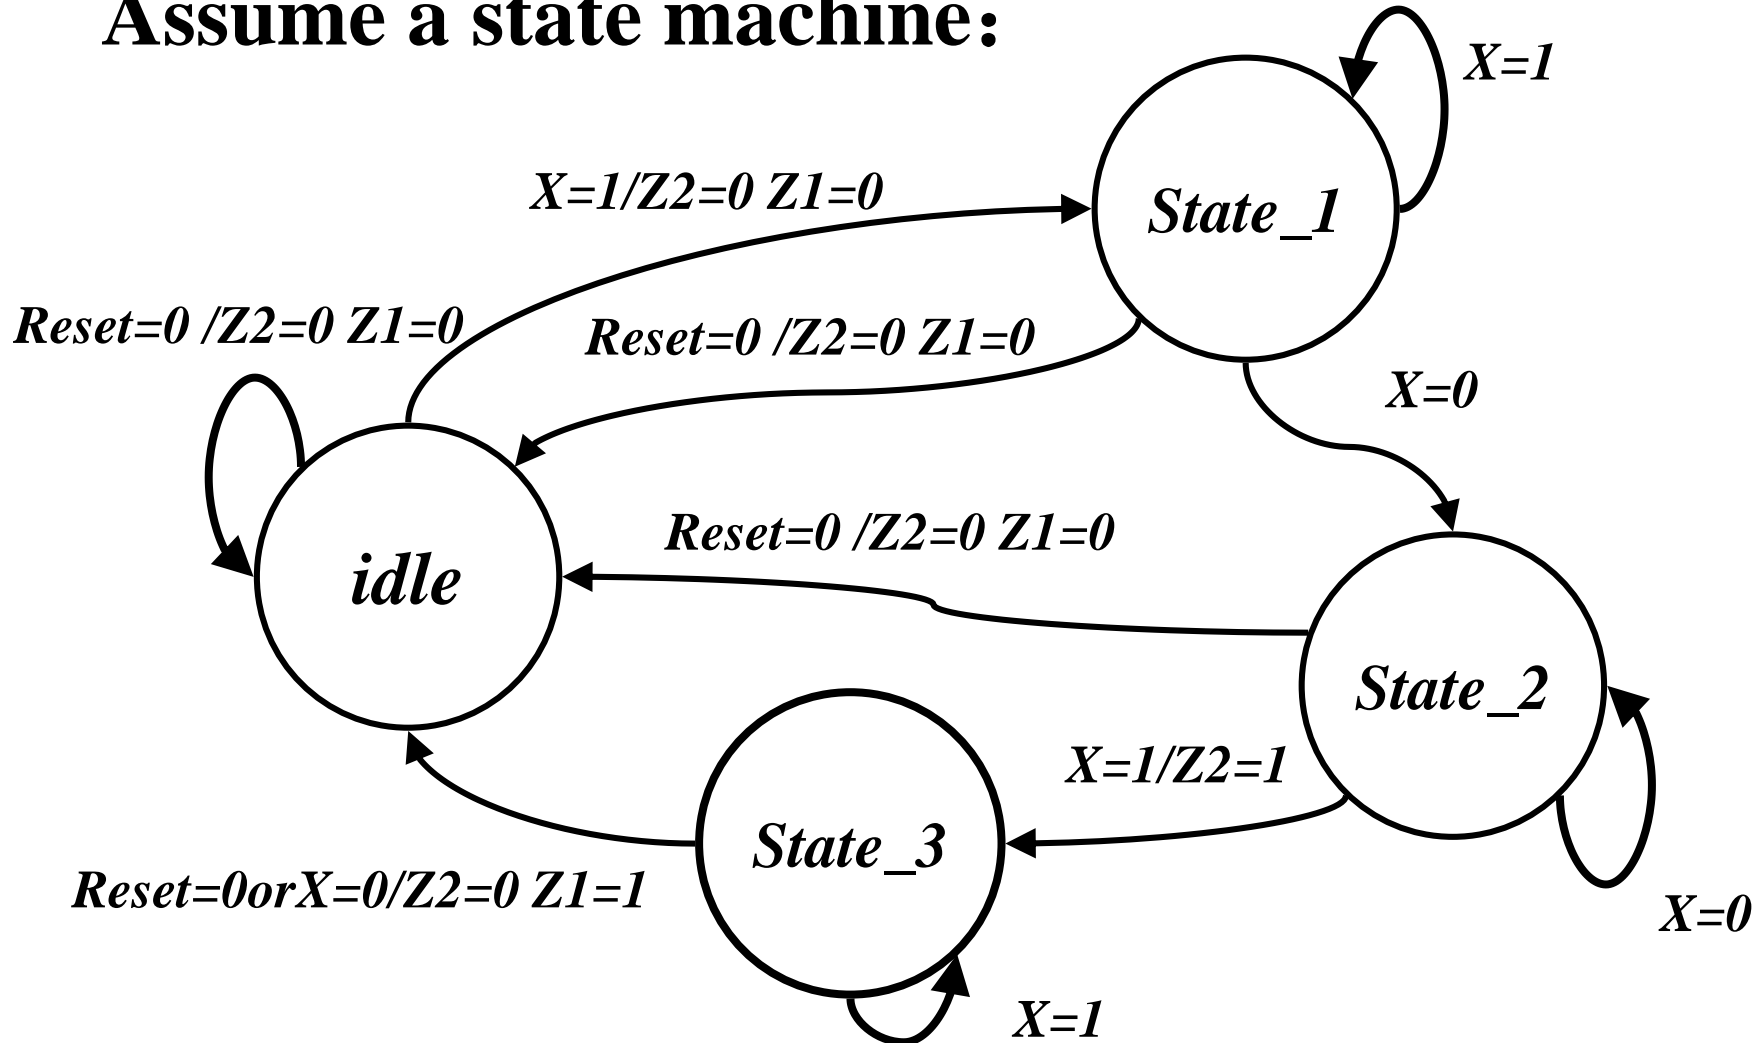 Assume a state machine：
X=1
X=1/Z2=0 Z1=0
State_1
Reset=0 /Z2=0 Z1=0
Reset=0 /Z2=0 Z1=0
X=0
Reset=0 /Z2=0 Z1=0
idle
State_2
X=1/Z2=1
State_3
Reset=0orX=0/Z2=0 Z1=1
X=0
X=1